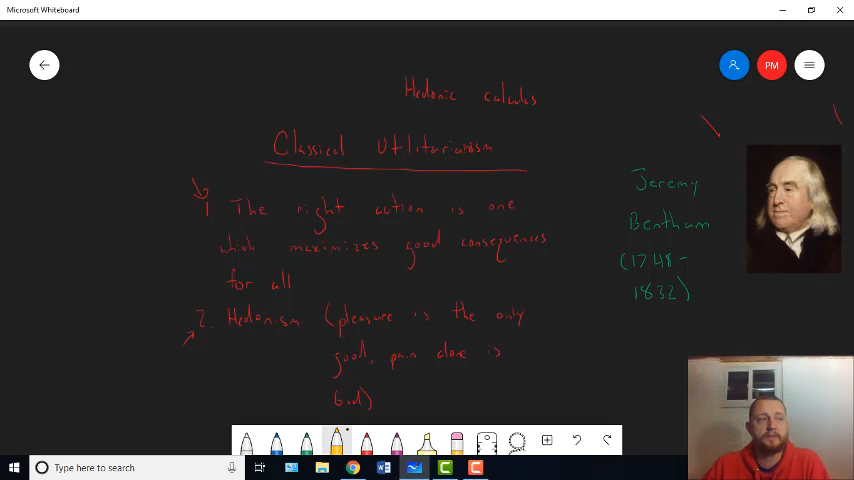 Microsoft Whiteboard
PM
Hedonic calculus
Classical Utilitarianism
1. The right action is one
which maximizes good consequences
for all
2. Hedonism (pleasure is the only
good, pain alone is
bad)
Jeremy
Bentham
(1748-
1832)
Type here to search